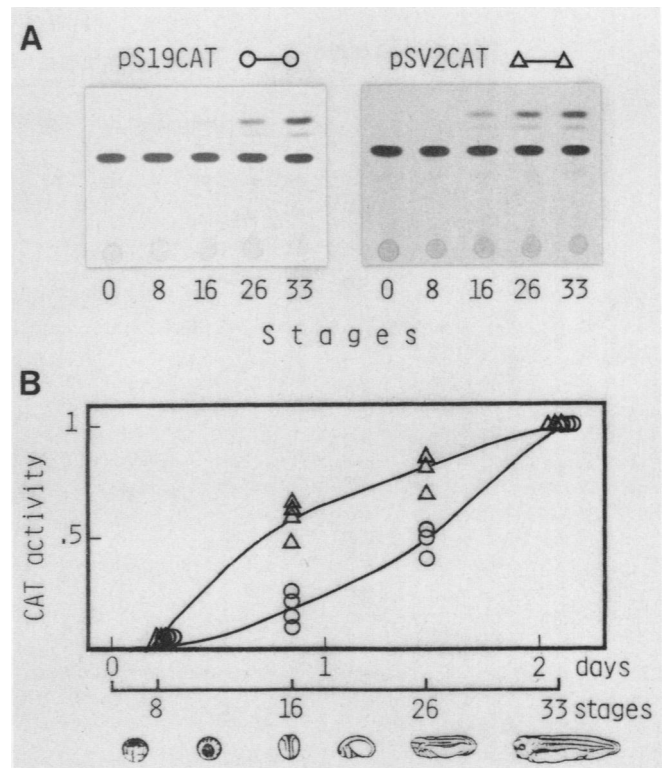 A
pS19CAT pSV2CAT
0 8 16 26 33 0 8 16 26 33
Stages
B
CAT activity
1
.5
0 1 2 days
8 16 26 33 stages